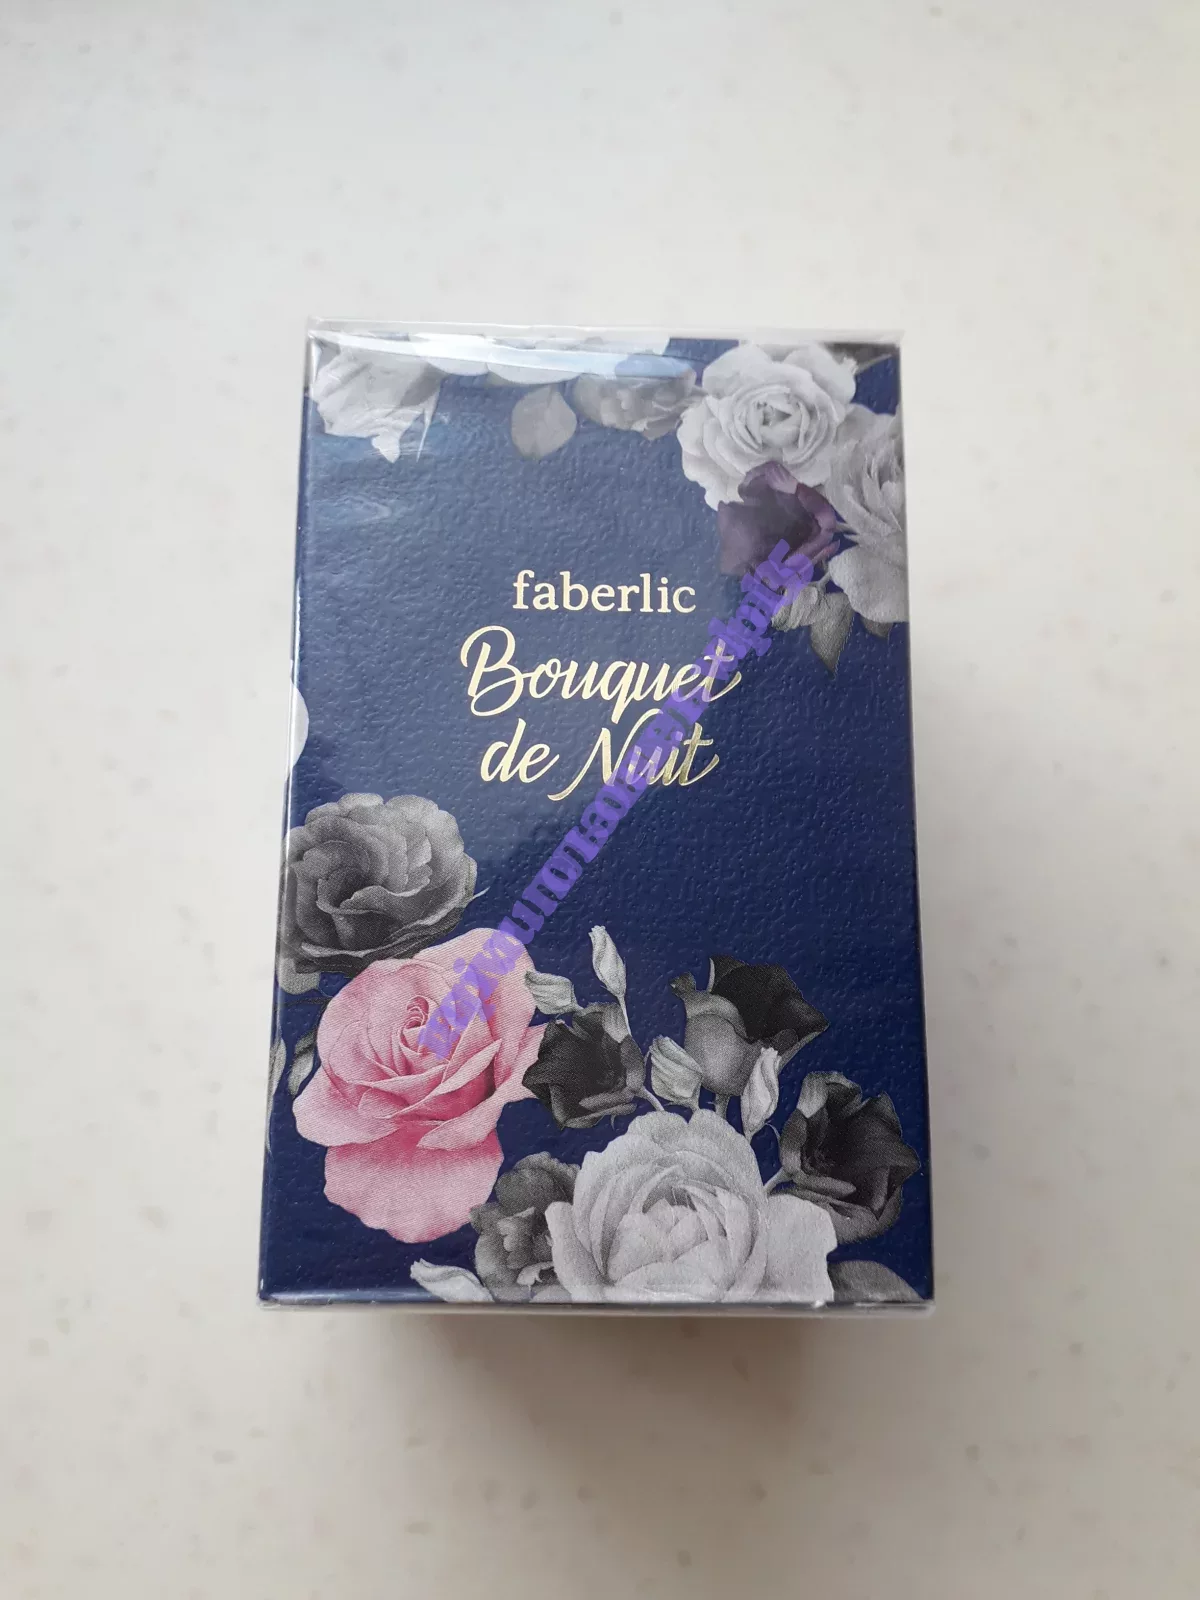 faberlic
Bouquet
de Nuit